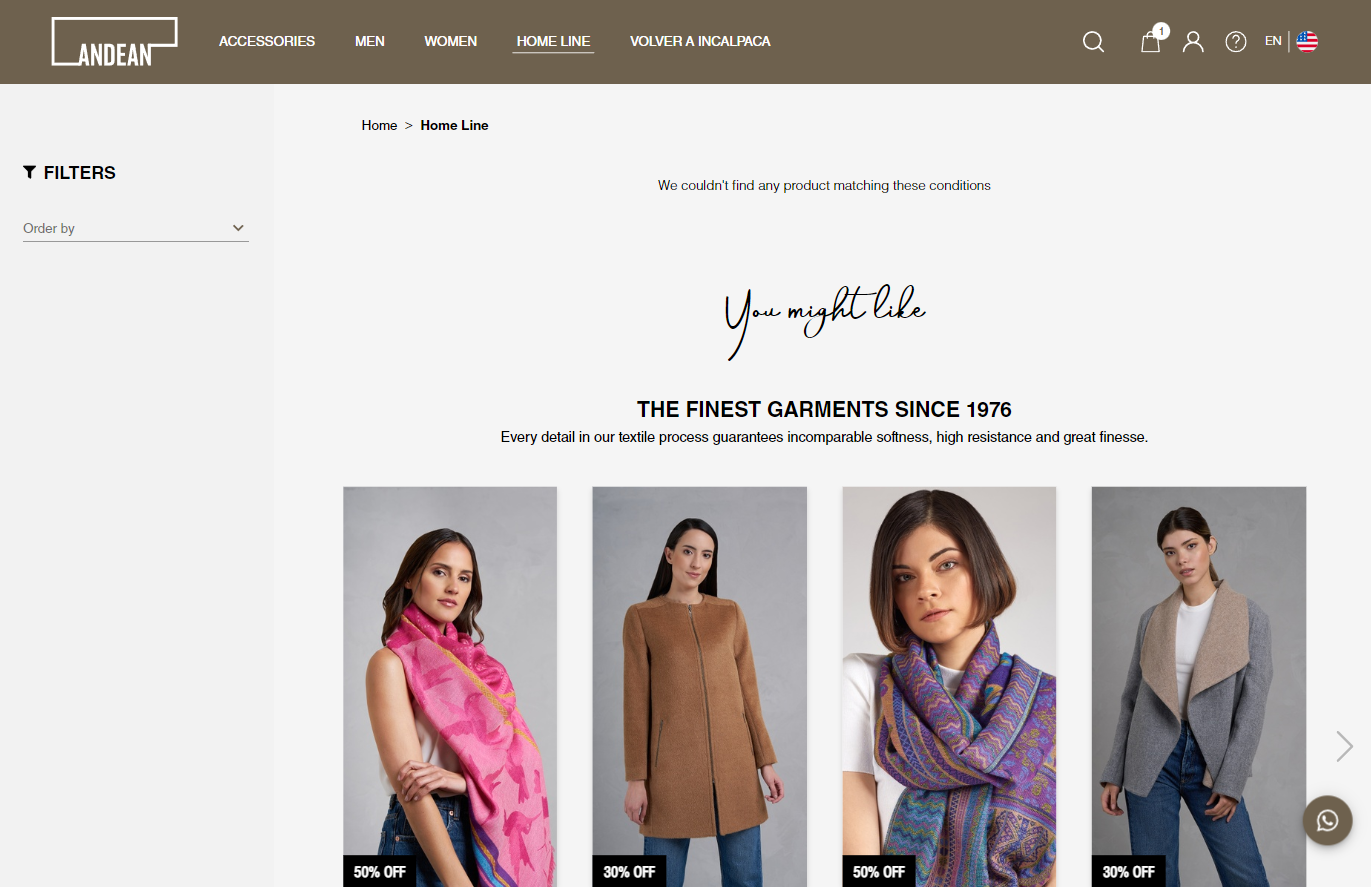 ANDEAN
ACCESSORIES MEN WOMEN HOME LINE VOLVER A INCALPACA 1 EN
Home > Home Line
FILTERS
We couldn't find any product matching these conditions
Order by
You might like
THE FINEST GARMENTS SINCE 1976
Every detail in our textile process guarantees incomparable softness, high resistance and great finesse.
50% OFF 30% OFF 50% OFF 30% OFF